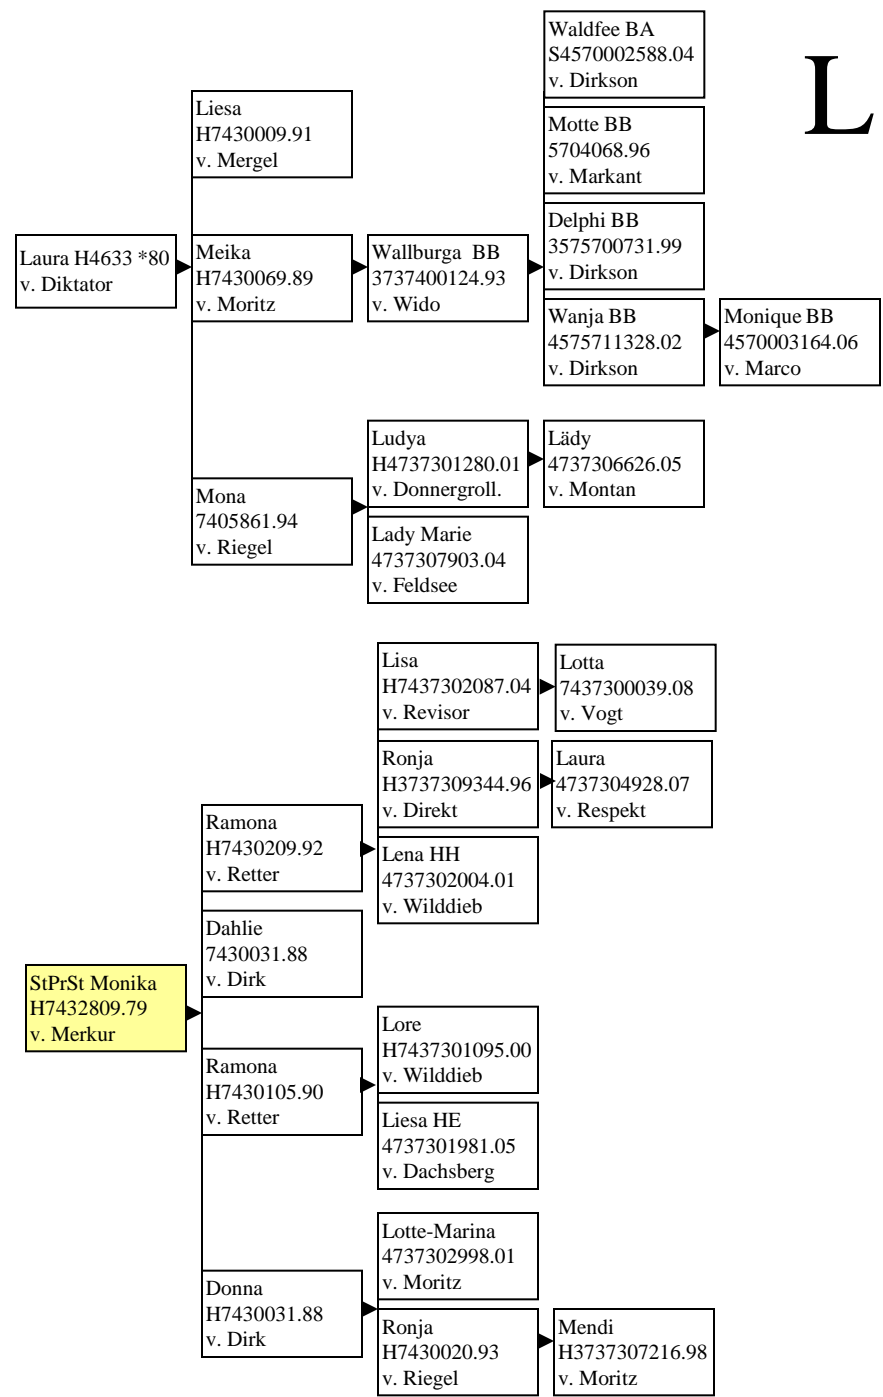 L
Laura H4633 *80
v. Diktator
Liesa
H7430009.91
v. Mergel
Meika
H7430069.89
v. Moritz
Wallburga BB
3737400124.93
v. Wido
Waldfee BA
S4570002588.04
v. Dirkson
Motte BB
5704068.96
v. Markant
Delphi BB
3575700731.99
v. Dirkson
Wanja BB
4575711328.02
v. Dirkson
Monique BB
4570003164.06
v. Marco
Mona
7405861.94
v. Riegel
Ludya
H4737301280.01
v. Donnergroll.
Lädy
4737306626.05
v. Montan
Lady Marie
4737307903.04
v. Feldsee
StPrSt Monika
H7432809.79
v. Merkur
Ramona
H7430209.92
v. Retter
Lisa
H7437302087.04
v. Revisor
Lotta
7437300039.08
v. Vogt
Ronja
H3737309344.96
v. Direkt
Laura
4737304928.07
v. Respekt
Lena HH
4737302004.01
v. Wilddieb
Dahlie
7430031.88
v. Dirk
Ramona
H7430105.90
v. Retter
Lore
H7437301095.00
v. Wilddieb
Liesa HE
4737301981.05
v. Dachsberg
Donna
H7430031.88
v. Dirk
Lotte-Marina
4737302998.01
v. Moritz
Ronja
H7430020.93
v. Riegel
Mendi
H3737307216.98
v. Moritz